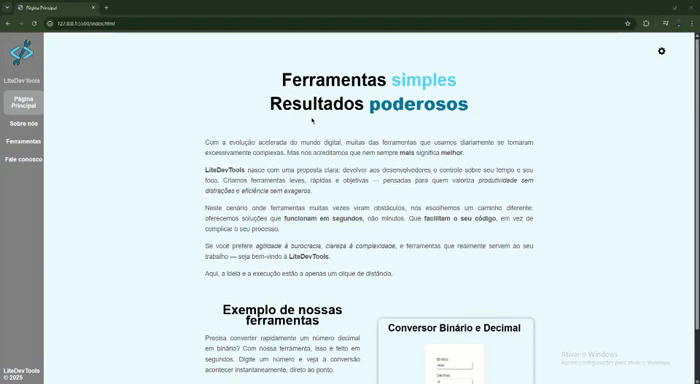 Página Principal
127.0.0.1:5500/index.html
LiteDevTools
Página
Principal
Sobre nós
Ferramentas
Fale conosco
LiteDevTools
© 2025
Ferramentas simples
Resultados poderosos
Com a evolução acelerada do mundo digital, muitas das ferramentas que usamos diariamente se tornaram
excessivamente complexas. Mas nós acreditamos que nem sempre mais significa melhor.
LiteDevTools nasce com uma proposta clara: devolver aos desenvolvedores o controle sobre seu tempo e seu
foco. Criamos ferramentas leves, rápidas e objetivas — pensadas para quem valoriza produtividade sem
distrações e eficiência sem exageros.
Neste cenário onde ferramentas muitas vezes viram obstáculos, nós escolhemos um caminho diferente:
oferecemos soluções que funcionam em segundos, não minutos. Que facilitam o seu código, em vez de
complicar o seu processo.
Se você prefere agilidade à burocracia, clareza à complexidade, e ferramentas que realmente servem ao seu
trabalho — seja bem-vindo à LiteDevTools.
Aqui, a ideia e a execução estão a apenas um clique de distância.
Exemplo de nossas
ferramentas
Precisa converter rapidamente um número decimal
em binário? Com nossa ferramenta, isso é feito em
segundos. Digite um número e veja a conversão
acontecer instantaneamente, direto ao ponto.
Conversor Binário e Decimal
Binário:
Decimal:
Ativar o Windows
Acesse Configurações para ativar o Windows.